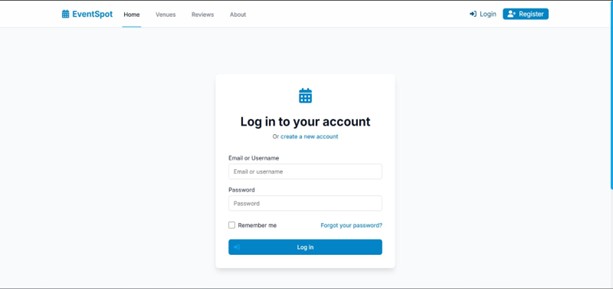 EventSpot Home Venues Reviews About Login Register
Log in to your account
Or create a new account
Email or Username
Email or username
Password
Password
Remember me Forgot your password?
Log in